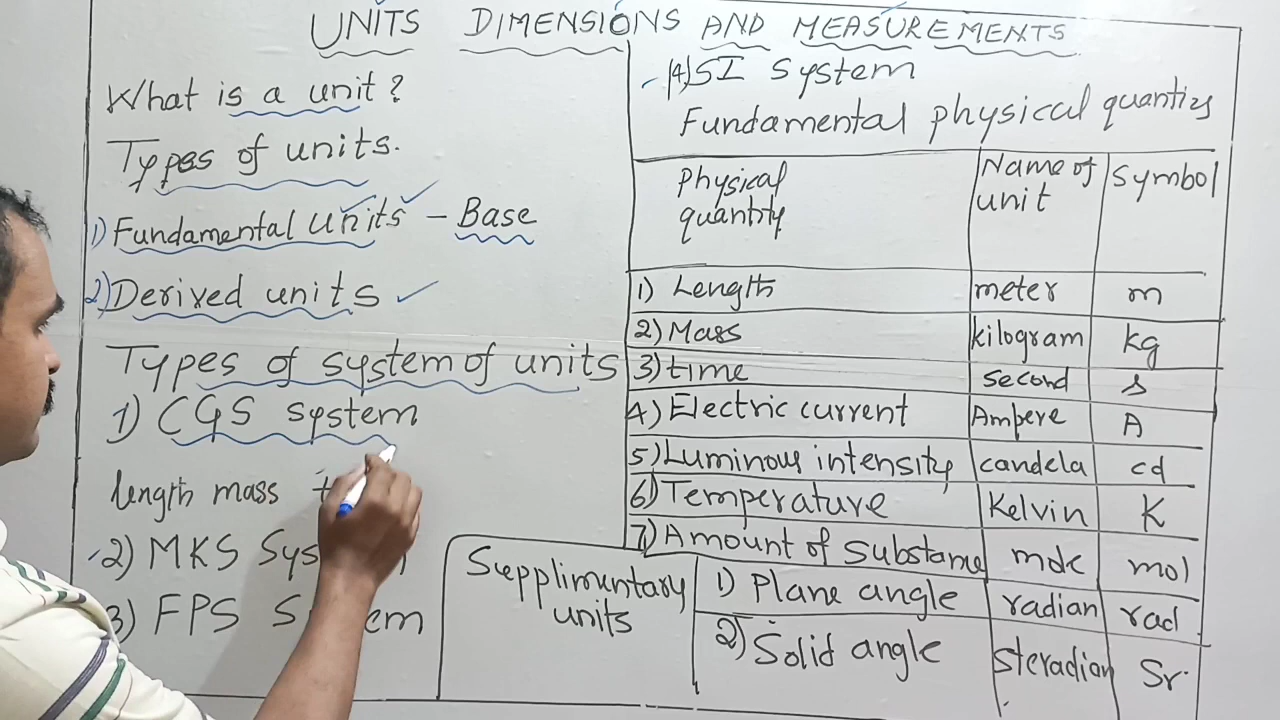 UNITS DIMENSIONS AND MEASUREMENTS
What is a unit?
Types of units.
1) Fundamental units - Base
2) Derived units
Types of system of units
1) CGS system
length mass
2) MKS
3) FPS
(4) SI System
Fundamental physical quantities
Physical quantity Name of unit Symbol
1) Length meter m
2) Mass kilogram kg
3) time second s
4) Electric current Ampere A
5) Luminous intensity candela cd
6) Temperature Kelvin K
7) Amount of Substance mol
Supplimentary units
1) Plane angle radian rad
2) Solid angle steradian Sr